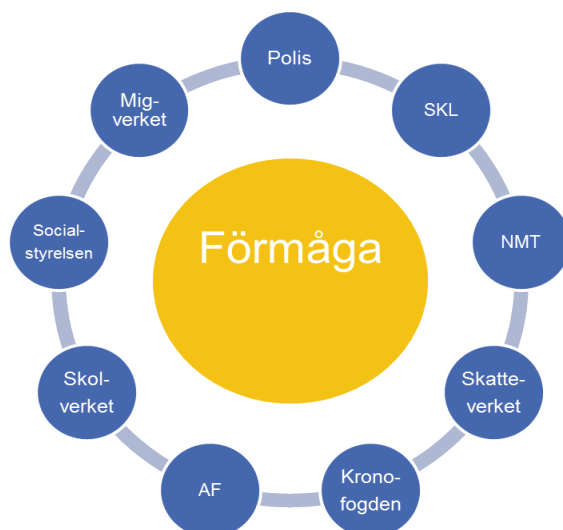 Polis
SKL
NMT
Skatte-
verket
Krono-
fogden
AF
Skol-
verket
Social-
styrelsen
Mig-
verket
Förmåga